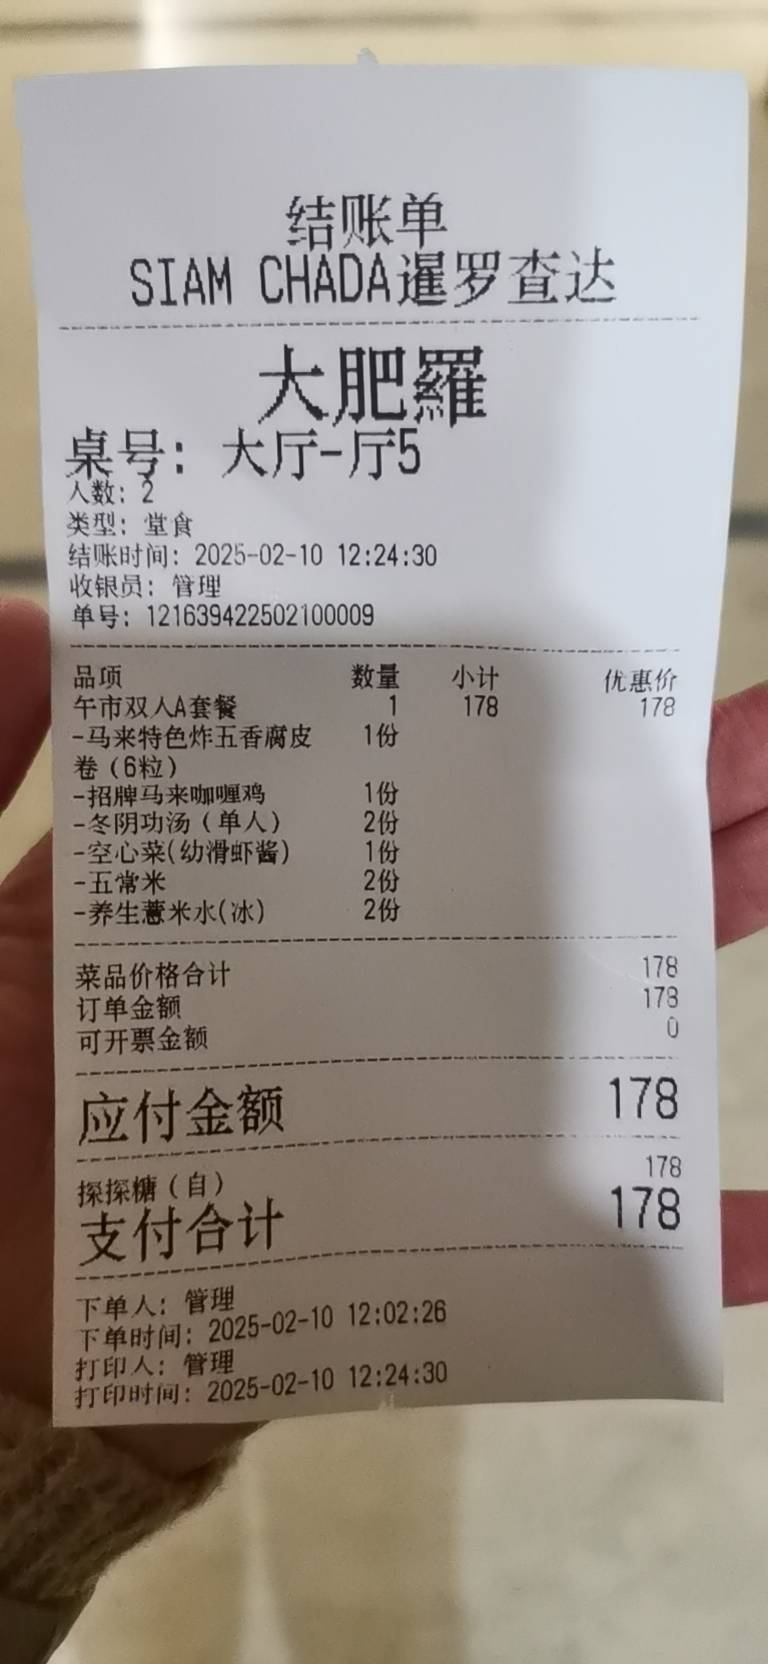 结账单
SIAM CHADA暹罗查达
大肥羅
桌号: 大厅-厅5
人数: 2
类型: 堂食
结账时间: 2025-02-10 12:24:30
收银员: 管理
单号: 121639422502100009
品项 数量 小计 优惠价
午市双人A套餐 1 178 178
-马来特色炸五香腐皮 1份
卷（6粒）
-招牌马来咖喱鸡 1份
-冬阴功汤（单人） 2份
-空心菜(幼滑虾酱) 1份
-五常米 2份
-养生薏米水(冰) 2份
菜品价格合计 178
订单金额 178
可开票金额 0
应付金额 178
探探糖（自） 178
支付合计 178
下单人: 管理
下单时间: 2025-02-10 12:02:26
打印人: 管理
打印时间: 2025-02-10 12:24:30